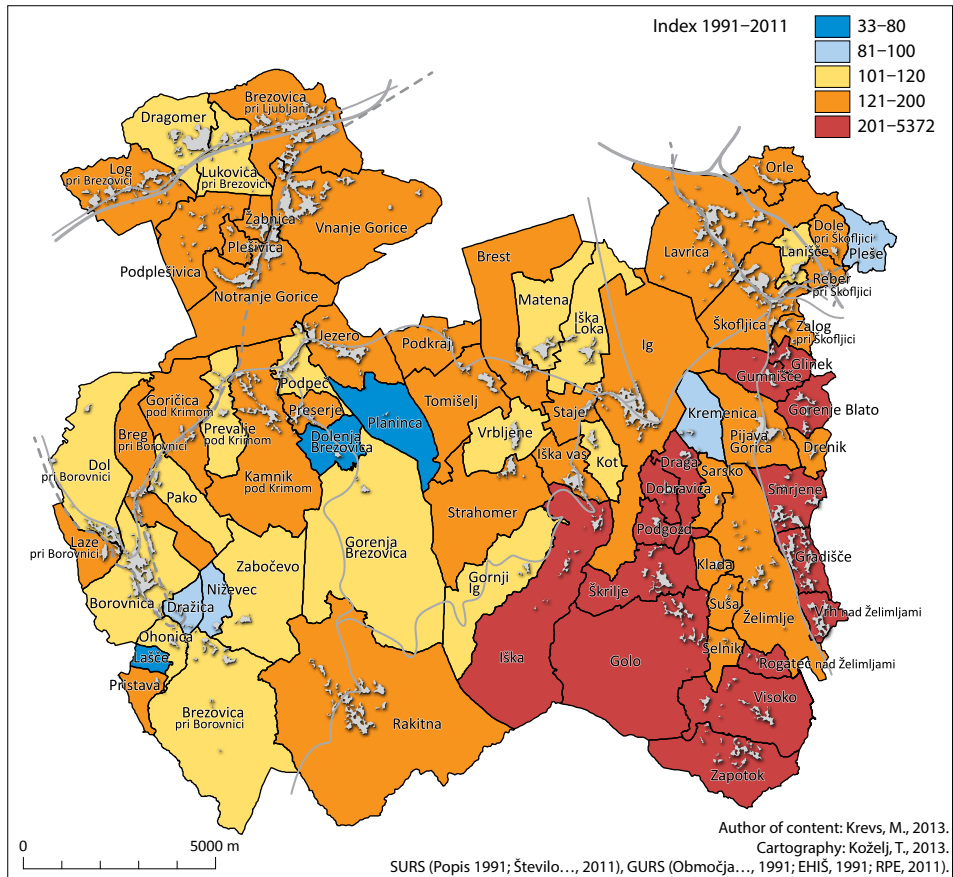 Index 1991–2011
33–80
81–100
101–120
121–200
201–5372
Brezovica
pri Ljubljani
Dragomer
Log
pri Brezovici
Lukovica
pri Brezovici
Žabnica
Vnanje Gorice
Plešivica
Podplešivica
Notranje Gorice
Orle
Dole
pri Škofljici
Pleše
Lanišče
Lavrica
Reber
pri Škofljici
Brest
Matena
Iška
Loka
Ig
Škofljica
Zalog
pri Škofljici
Jezero
Podkraj
Glinek
Gumnišče
Podpeč
Goričica
pod Krimom
Preserje
Planinca
Tomišelj
Staje
Kremenica
Gorenje Blato
Prevalje
pod Krimom
Breg
pri Borovnici
Dolenja
Brezovica
Vrbljene
Iška vas
Kot
Pijava
Gorica
Drenik
Dol
pri Borovnici
Kamnik
pod Krimom
Draga
Sarsko
Dobravica
Smrjene
Pako
Strahomer
Podgozd
Laze
pri Borovnici
Gorenja
Brezovica
Gradišče
Zabočevo
Klada
Gornji
Ig
Škrilje
Borovnica
Niževec
Dražica
Suša
Želimlje
Vrh nad Želimljami
Ohonica
Lašče
Iška
Golo
Šelnik
Rogatec nad Želimljami
Pristava
Visoko
Brezovica
pri Borovnici
Rakitna
Zapotok
0
5000 m
Author of content: Krevs, M., 2013.
Cartography: Koželj, T., 2013.
SURS (Popis 1991; Število…, 2011), GURS (Območja…, 1991; EHIŠ, 1991; RPE, 2011).